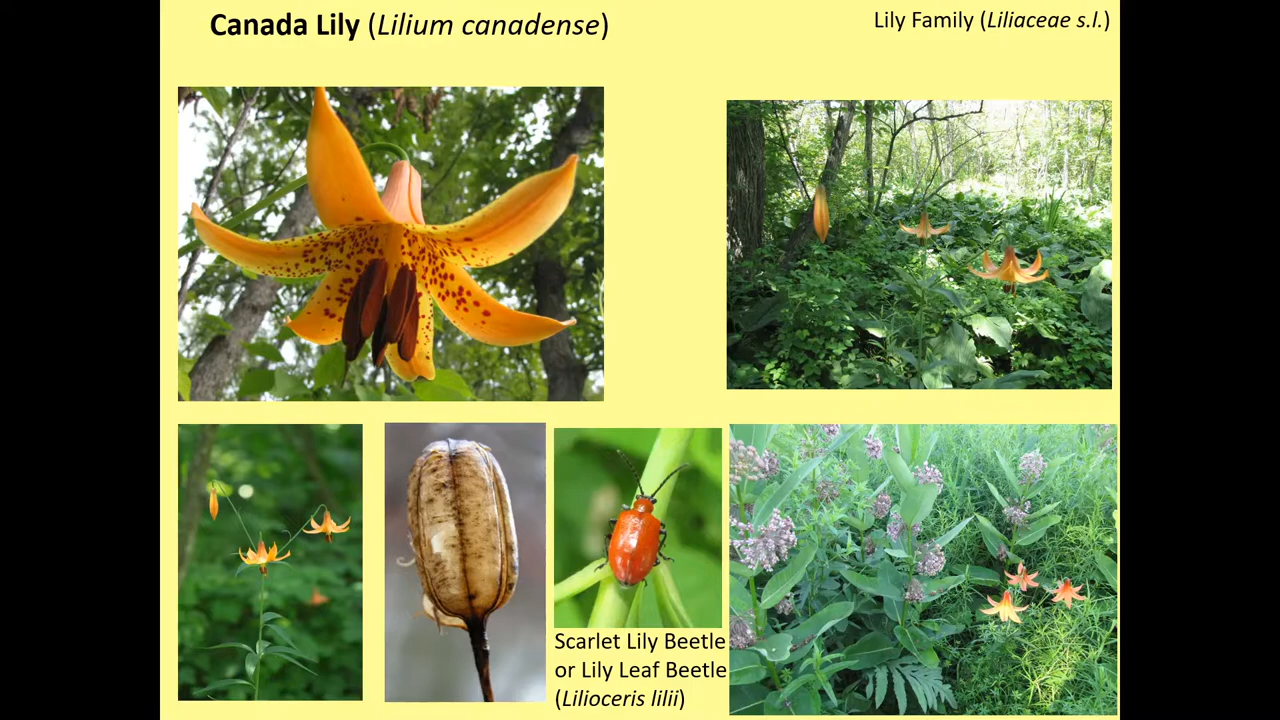 Canada Lily (Lilium canadense)
Lily Family (Liliaceae s.l.)
Scarlet Lily Beetle
or Lily Leaf Beetle
(Lilioceris lilii)